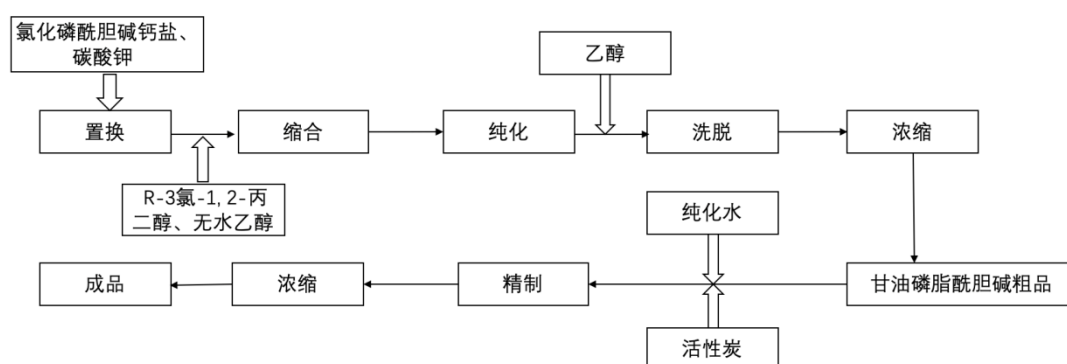 氯化磷酰胆碱钙盐、
碳酸钾
乙醇
置换
缩合
纯化
洗脱
浓缩
R-3氯-1,2-丙
二醇、无水乙醇
纯化水
成品
浓缩
精制
甘油磷脂酰胆碱粗品
活性炭